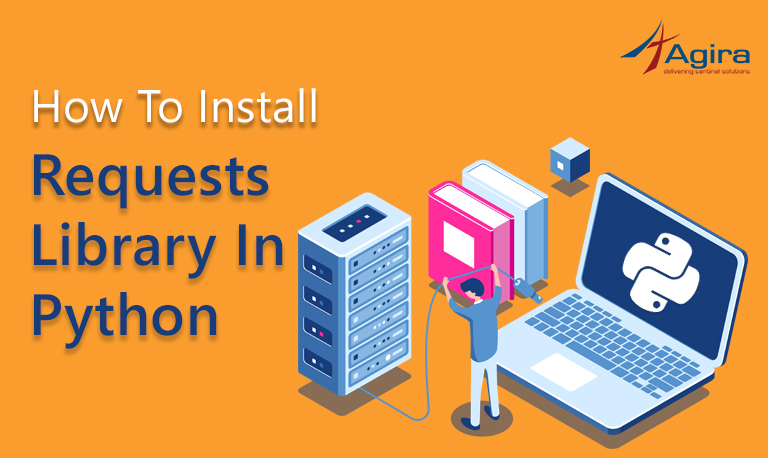 Agira
delivering sentinel solutions
How To Install
Requests
Library In
Python